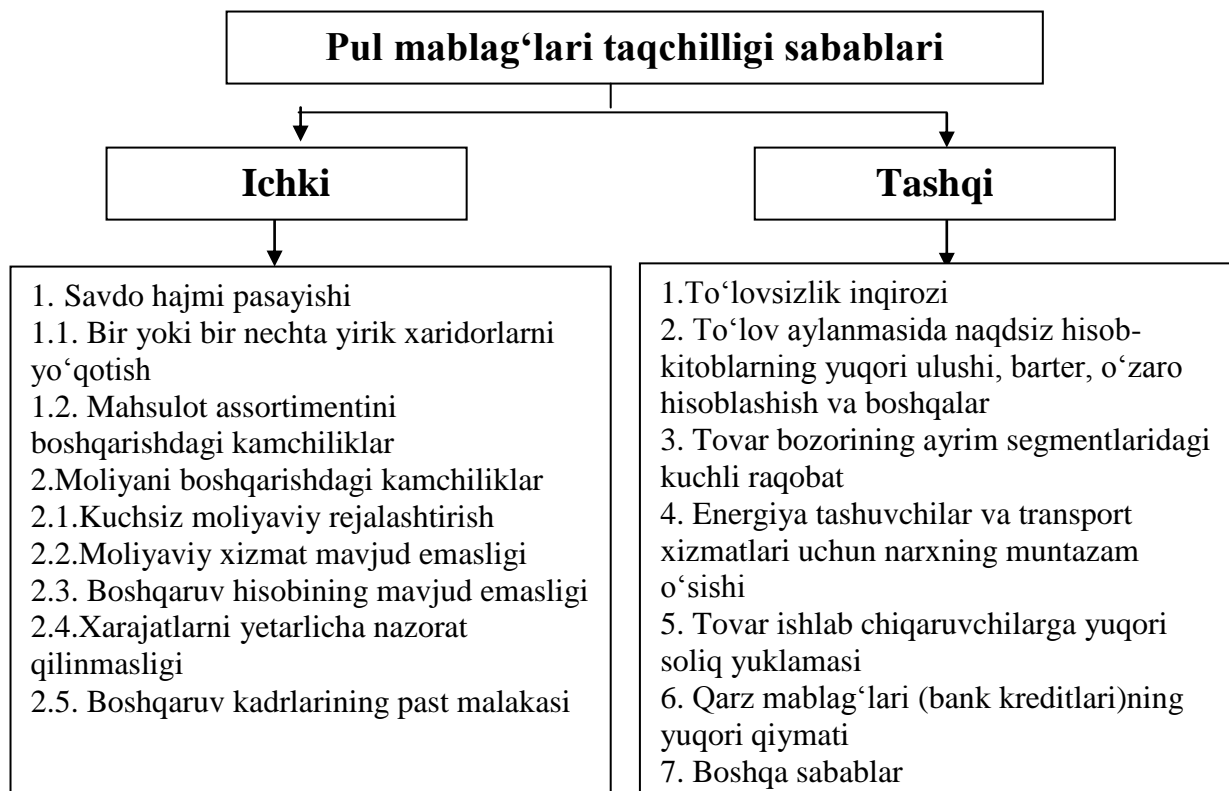 Pul mablag‘lari taqchilligi sabablari
Ichki
Tashqi
1. Savdo hajmi pasayishi
1.1. Bir yoki bir nechta yirik xaridorlarni
yo‘qotish
1.2. Mahsulot assortimentini
boshqarishdagi kamchiliklar
2.Moliyani boshqarishdagi kamchiliklar
2.1.Kuchsiz moliyaviy rejalashtirish
2.2.Moliyaviy xizmat mavjud emasligi
2.3. Boshqaruv hisobining mavjud emasligi
2.4.Xarajatlarni yetarlicha nazorat
qilinmasligi
2.5. Boshqaruv kadrlarining past malakasi
1.To‘lovsizlik inqirozi
2. To‘lov aylanmasida naqdsiz hisob-
kitoblarning yuqori ulushi, barter, o‘zaro
hisoblashish va boshqalar
3. Tovar bozorining ayrim segmentlaridagi
kuchli raqobat
4. Energiya tashuvchilar va transport
xizmatlari uchun narxning muntazam
o‘sishi
5. Tovar ishlab chiqaruvchilarga yuqori
soliq yuklamasi
6. Qarz mablag‘lari (bank kreditlari)ning
yuqori qiymati
7. Boshqa sabablar